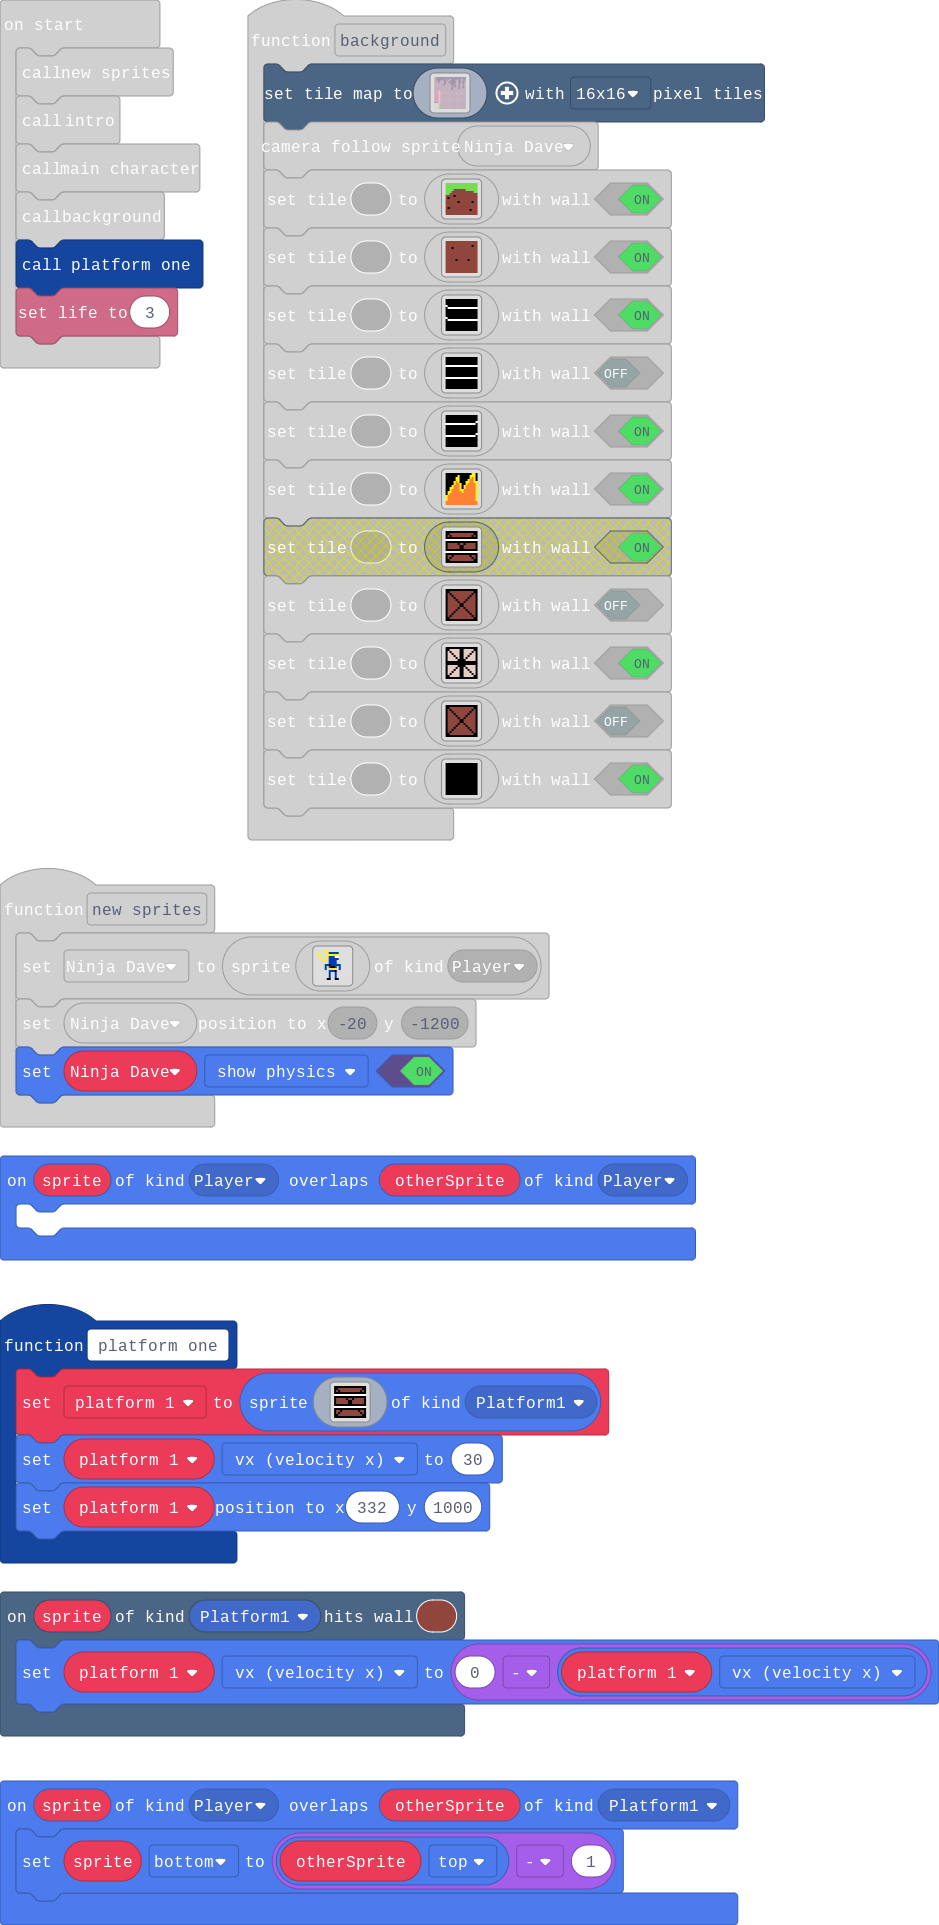 on start
call new sprites
call intro
call main character
call background
call platform one
set life to 3
function background
set tile map to with 16x16 pixel tiles
camera follow sprite Ninja Dave
set tile to with wall ON
set tile to with wall ON
set tile to with wall ON
set tile to with wall OFF
set tile to with wall ON
set tile to with wall ON
set tile to with wall ON
set tile to with wall OFF
set tile to with wall ON
set tile to with wall OFF
set tile to with wall ON
function new sprites
set Ninja Dave to sprite of kind Player
set Ninja Dave position to x -20 y -1200
set Ninja Dave show physics ON
on sprite of kind Player overlaps otherSprite of kind Player
function platform one
set platform 1 to sprite of kind Platform1
set platform 1 vx (velocity x) to 30
set platform 1 position to x 332 y 1000
on sprite of kind Platform1 hits wall
set platform 1 vx (velocity x) to 0 - platform 1 vx (velocity x)
on sprite of kind Player overlaps otherSprite of kind Platform1
set sprite bottom to otherSprite top - 1